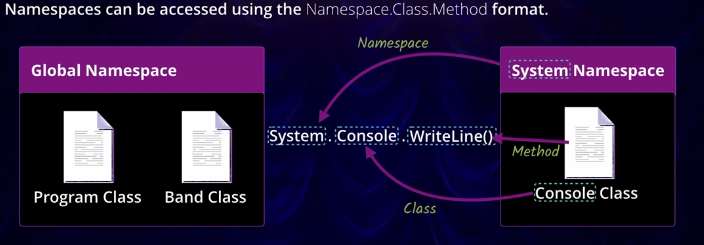 Namespaces can be accessed using the Namespace.Class.Method format.
Namespace
Global Namespace
System Namespace
System . Console . WriteLine()
Method
Program Class
Band Class
Console Class
Class